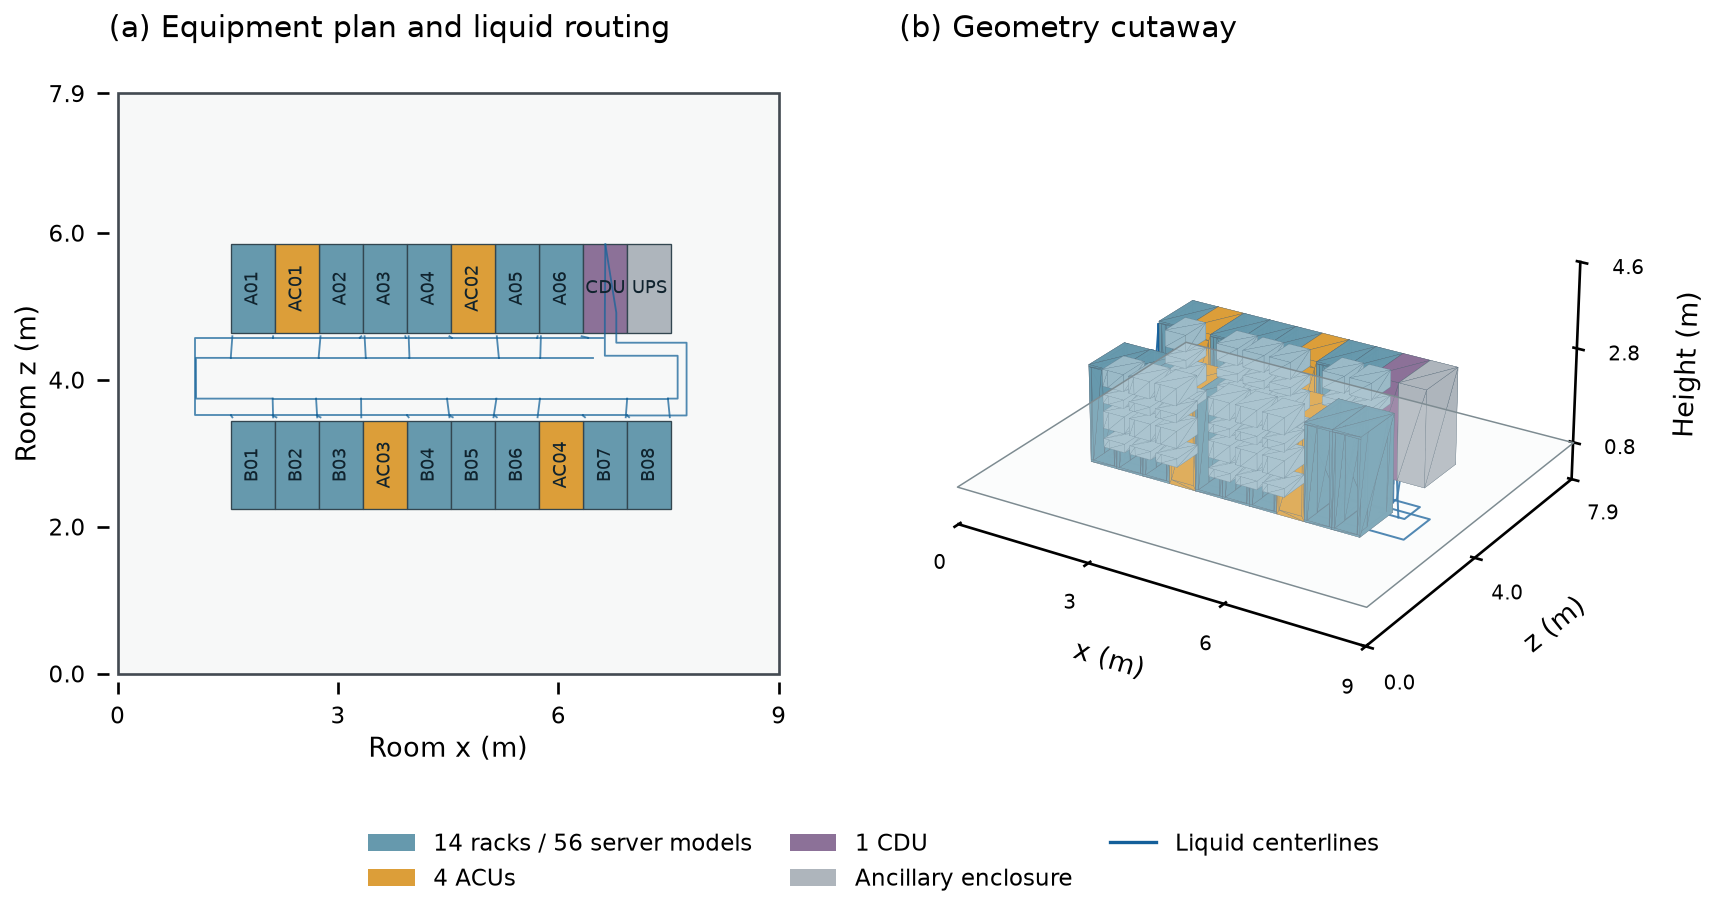 (a) Equipment plan and liquid routing
7.9
6.0
4.0
2.0
0.0
Room z (m)
A01
AC01
A02
A03
A04
AC02
A05
A06
CDU
UPS
B01
B02
B03
AC03
B04
B05
B06
AC04
B07
B08
0
3
6
9
Room x (m)
(b) Geometry cutaway
4.6
2.8
0.8
Height (m)
7.9
4.0
0.0
z (m)
0
3
6
9
x (m)
14 racks / 56 server models
4 ACUs
1 CDU
Ancillary enclosure
Liquid centerlines